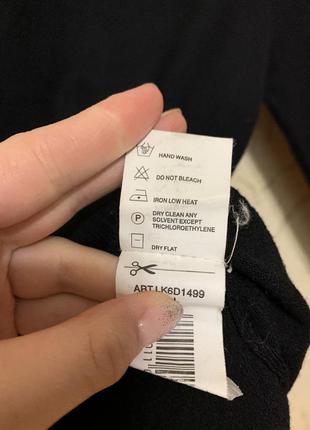 HAND WASH
DO NOT BLEACH
IRON LOW HEAT
P
DRY CLEAN ANY
SOLVENT EXCEPT
TRICHLOROETHYLENE
DRY FLAT
ART.LK6D1499